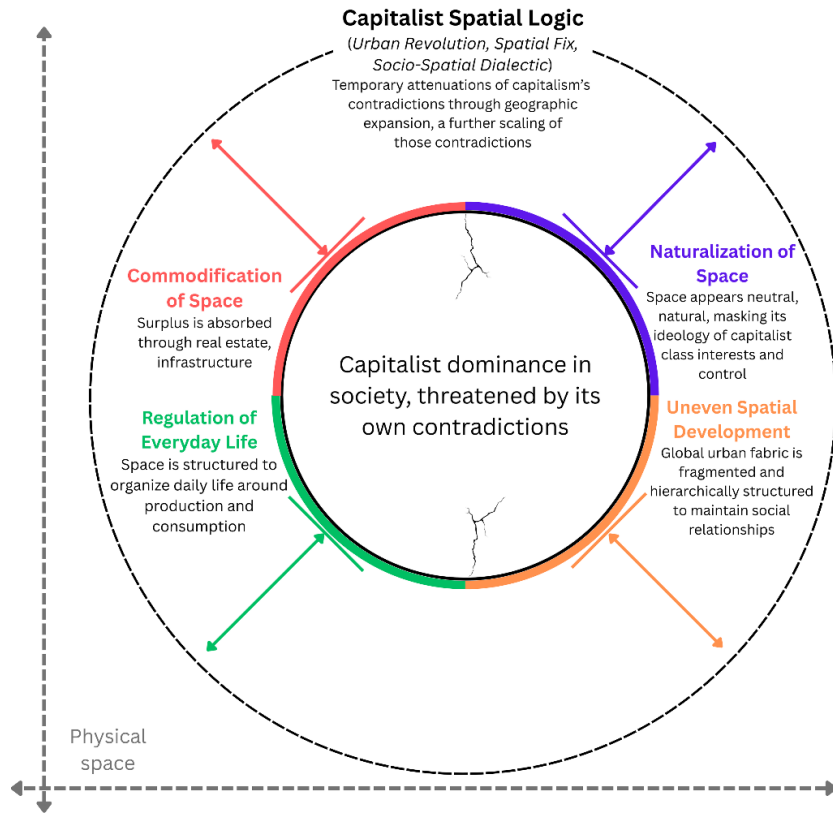 Capitalist Spatial Logic
(Urban Revolution, Spatial Fix,
Socio-Spatial Dialectic)
Temporary attenuations of capitalism's
contradictions through geographic
expansion, a further scaling of
those contradictions
Commodification
of Space
Surplus is absorbed
through real estate,
infrastructure
Naturalization of
Space
Space appears neutral,
natural, masking its
ideology of capitalist
class interests and
control
Capitalist dominance in
society, threatened by its
own contradictions
Regulation of
Everyday Life
Space is structured to
organize daily life around
production and
consumption
Uneven Spatial
Development
Global urban fabric is
fragmented and
hierarchically structured
to maintain social
relationships
Physical
space